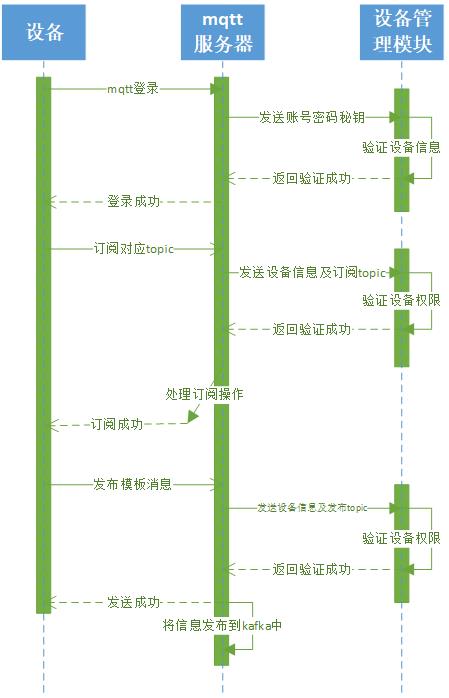 设备
mqtt
服务器
设备管
理模块
mqtt登录
发送账号密码秘钥
验证设备信息
返回验证成功
登录成功
订阅对应topic
发送设备信息及订阅topic
验证设备权限
返回验证成功
处理订阅操作
订阅成功
发布模板消息
发送设备信息及发布topic
验证设备权限
返回验证成功
发送成功
将信息发布到kafka中